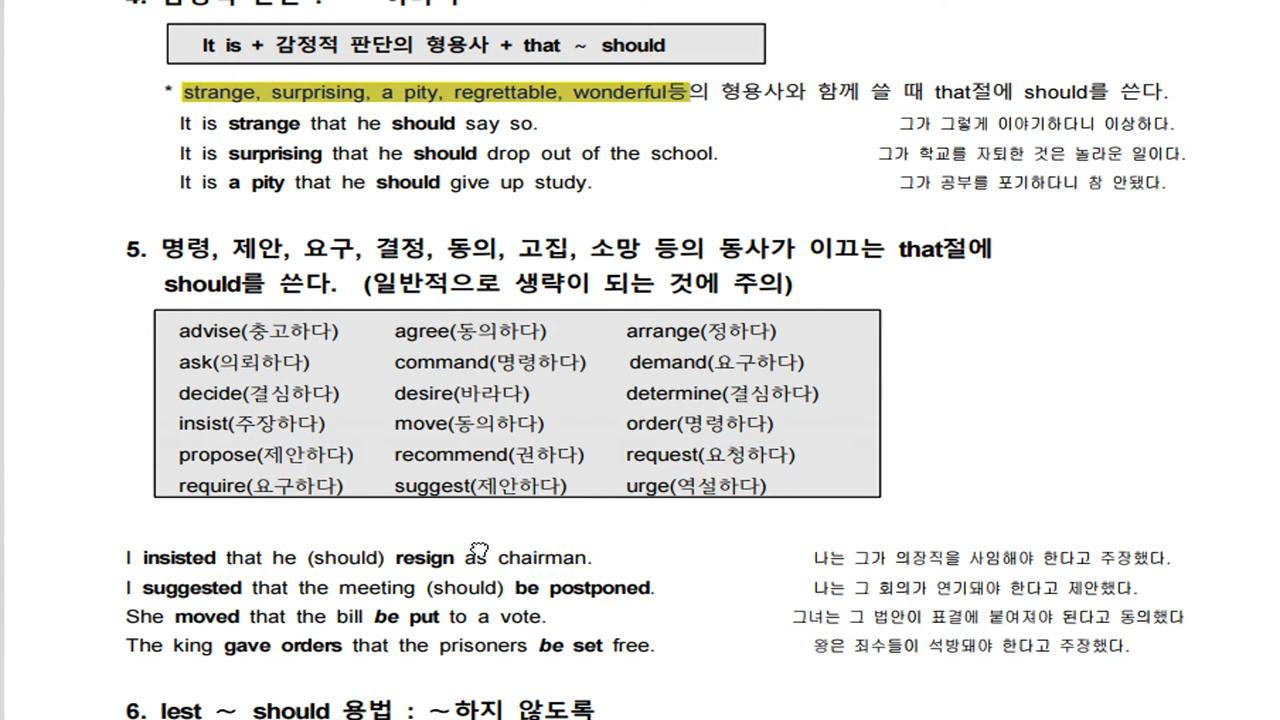 It is + 감정적 판단의 형용사 + that ~ should
* strange, surprising, a pity, regrettable, wonderful등의 형용사와 함께 쓸 때 that절에 should를 쓴다.
It is strange that he should say so. 그가 그렇게 이야기하다니 이상하다.
It is surprising that he should drop out of the school. 그가 학교를 자퇴한 것은 놀라운 일이다.
It is a pity that he should give up study. 그가 공부를 포기하다니 참 안됐다.
5. 명령, 제안, 요구, 결정, 동의, 고집, 소망 등의 동사가 이끄는 that절에
should를 쓴다. (일반적으로 생략이 되는 것에 주의)
advise(충고하다) agree(동의하다) arrange(정하다)
ask(의뢰하다) command(명령하다) demand(요구하다)
decide(결심하다) desire(바라다) determine(결심하다)
insist(주장하다) move(동의하다) order(명령하다)
propose(제안하다) recommend(권하다) request(요청하다)
require(요구하다) suggest(제안하다) urge(역설하다)
I insisted that he (should) resign as chairman. 나는 그가 의장직을 사임해야 한다고 주장했다.
I suggested that the meeting (should) be postponed. 나는 그 회의가 연기돼야 한다고 제안했다.
She moved that the bill be put to a vote. 그녀는 그 법안이 표결에 붙여져야 된다고 동의했다
The king gave orders that the prisoners be set free. 왕은 죄수들이 석방돼야 한다고 주장했다.
6. lest ~ should 용법 : ~하지 않도록